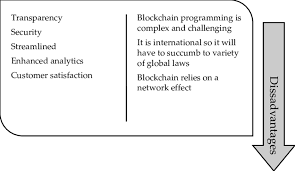 Transparency
Security
Streamlined
Enhanced analytics
Customer satisfaction
Blockchain programming is
complex and challenging
It is international so it will
have to succumb to variety
of global laws
Blockchain relies on a
network effect
Dissadvantages